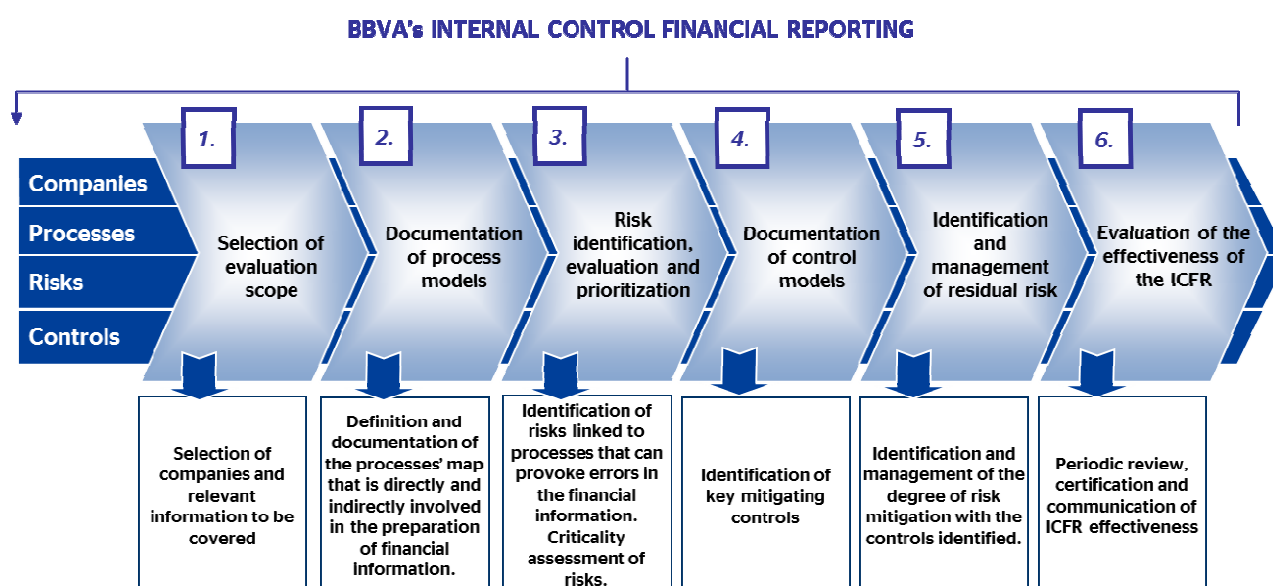 BBVA's INTERNAL CONTROL FINANCIAL REPORTING
1.
2.
3.
4.
5.
6.
Companies
Processes
Risks
Controls
Selection of
evaluation
scope
Documentation
of process
models
Risk
identification,
evaluation and
prioritization
Documentation
of control
models
Identification
and
management
of residual risk
Evaluation of the
effectiveness of
the ICFR
Selection of
companies and
relevant
information to be
covered
Definition and
documentation of
the processes' map
that is directly and
indirectly involved
in the preparation
of financial
Information.
Identification of
risks linked to
processes that can
provoke errors in
the financial
information.
Criticality
assessment of
risks.
Identification of
key mitigating
controls
Identification and
management of the
degree of risk
mitigation with the
controls identified.
Periodic review,
certification and
communication of
ICFR effectiveness